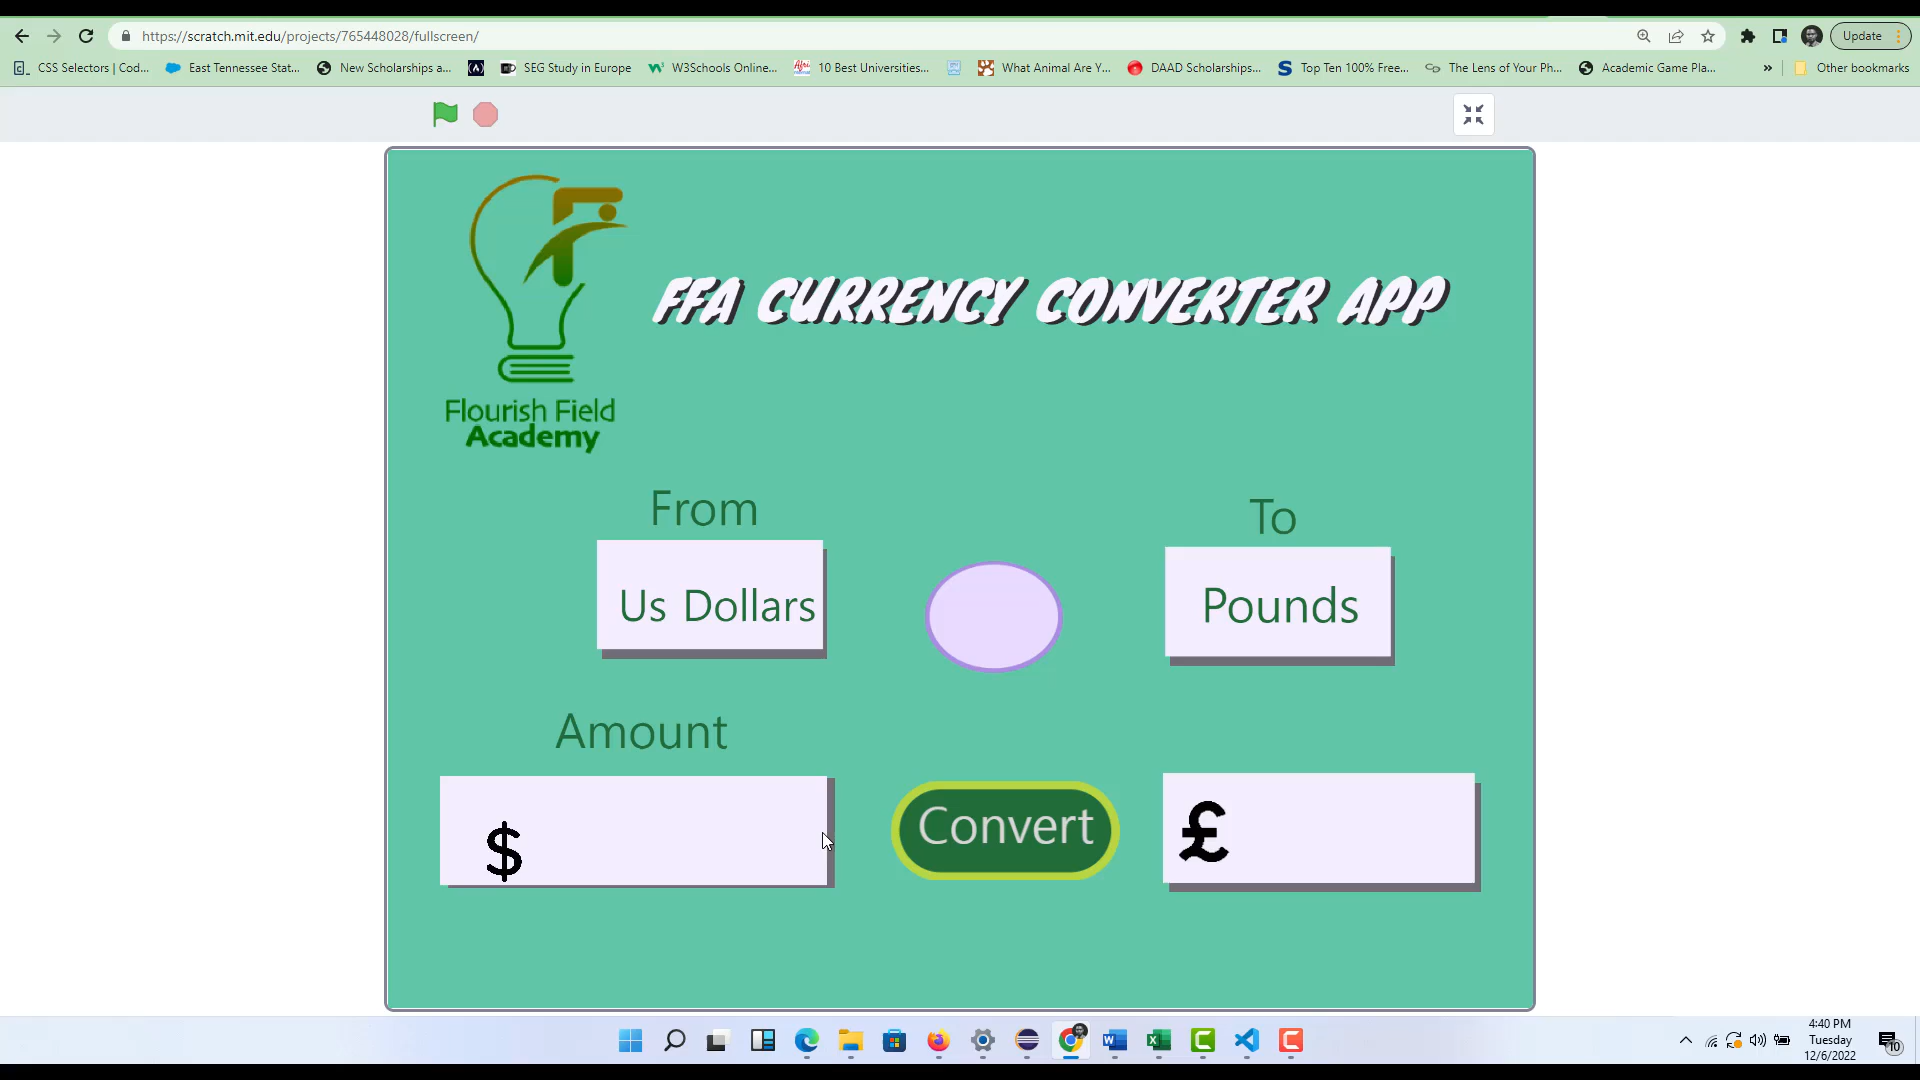 https://scratch.mit.edu/projects/765448028/fullscreen/
Update
CSS Selectors | Cod...
East Tennessee Stat...
New Scholarships a...
SEG Study in Europe
W3Schools Online...
10 Best Universities...
What Animal Are Y...
DAAD Scholarships...
Top Ten 100% Free...
The Lens of Your Ph...
Academic Game Pla...
»
Other bookmarks
FFA CURRENCY CONVERTER APP
Flourish Field
Academy
From
To
Us Dollars
Pounds
Amount
$
Convert
£
4:40 PM
Tuesday
12/6/2022
10